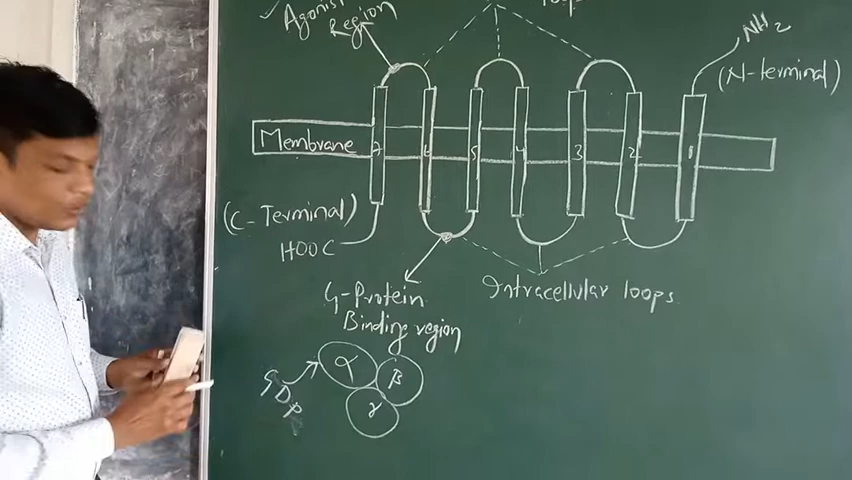 Agonist
Region
loops
NH2
(N-terminal)
Membrane
7
6
5
4
3
2
1
(C-Terminal)
HOOC
G-Protein
Binding region
Intracellular loops
α
β
γ
GDP